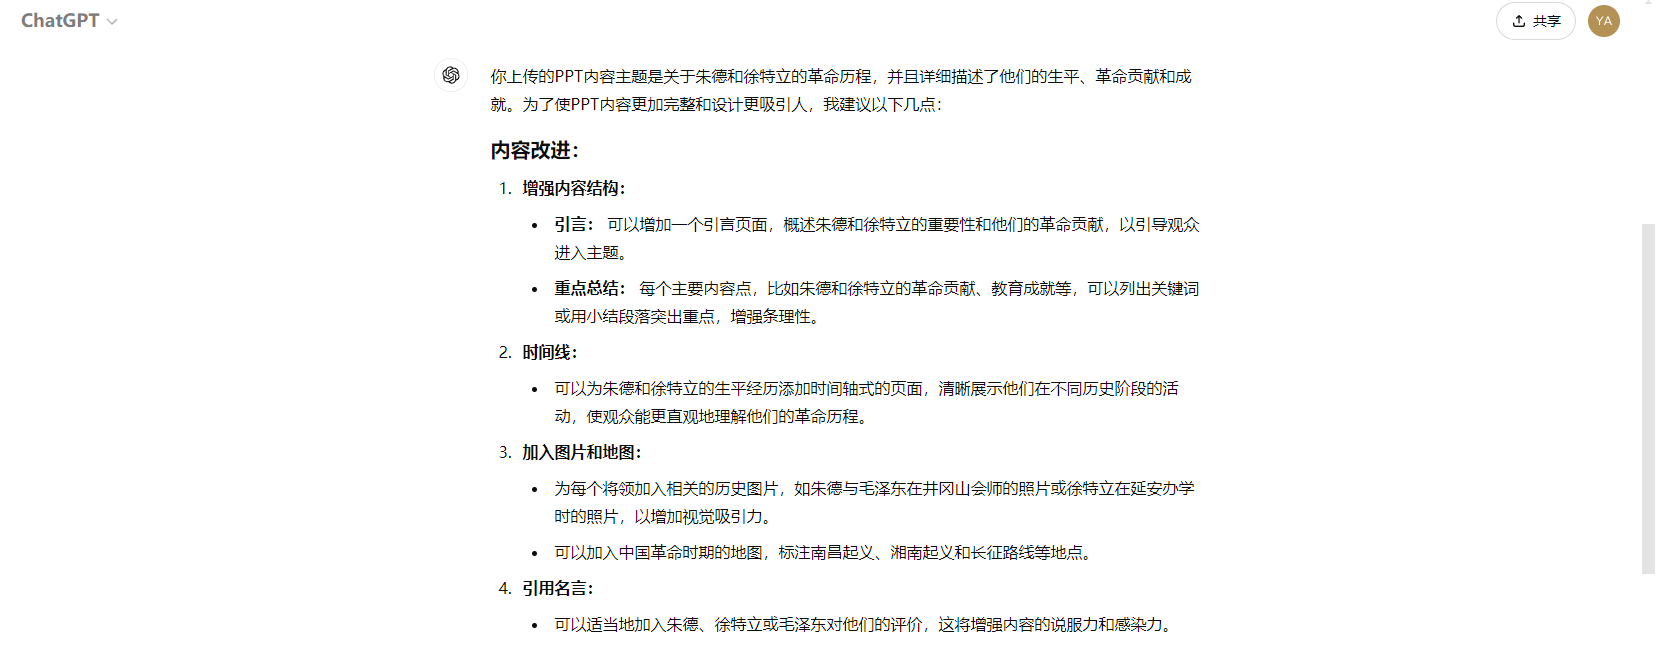 ChatGPT
共享
YA
你上传的PPT内容主题是关于朱德和徐特立的革命历程，并且详细描述了他们的生平、革命贡献和成
就。为了使PPT内容更加完整和设计更吸引人，我建议以下几点：
内容改进：
1. 增强内容结构：
• 引言： 可以增加一个引言页面，概述朱德和徐特立的重要性和他们的革命贡献，以引导观众
进入主题。
• 重点总结： 每个主要内容点，比如朱德和徐特立的革命贡献、教育成就等，可以列出关键词
或用小结段落突出重点，增强条理性。
2. 时间线：
• 可以为朱德和徐特立的生平经历添加时间轴式的页面，清晰展示他们在不同历史阶段的活
动，使观众能更直观地理解他们的革命历程。
3. 加入图片和地图：
• 为每个将领加入相关的历史图片，如朱德与毛泽东在井冈山会师的照片或徐特立在延安办学
时的照片，以增加视觉吸引力。
• 可以加入中国革命时期的地图，标注南昌起义、湘南起义和长征路线等地点。
4. 引用名言：
• 可以适当地加入朱德、徐特立或毛泽东对他们的评价，这将增强内容的说服力和感染力。